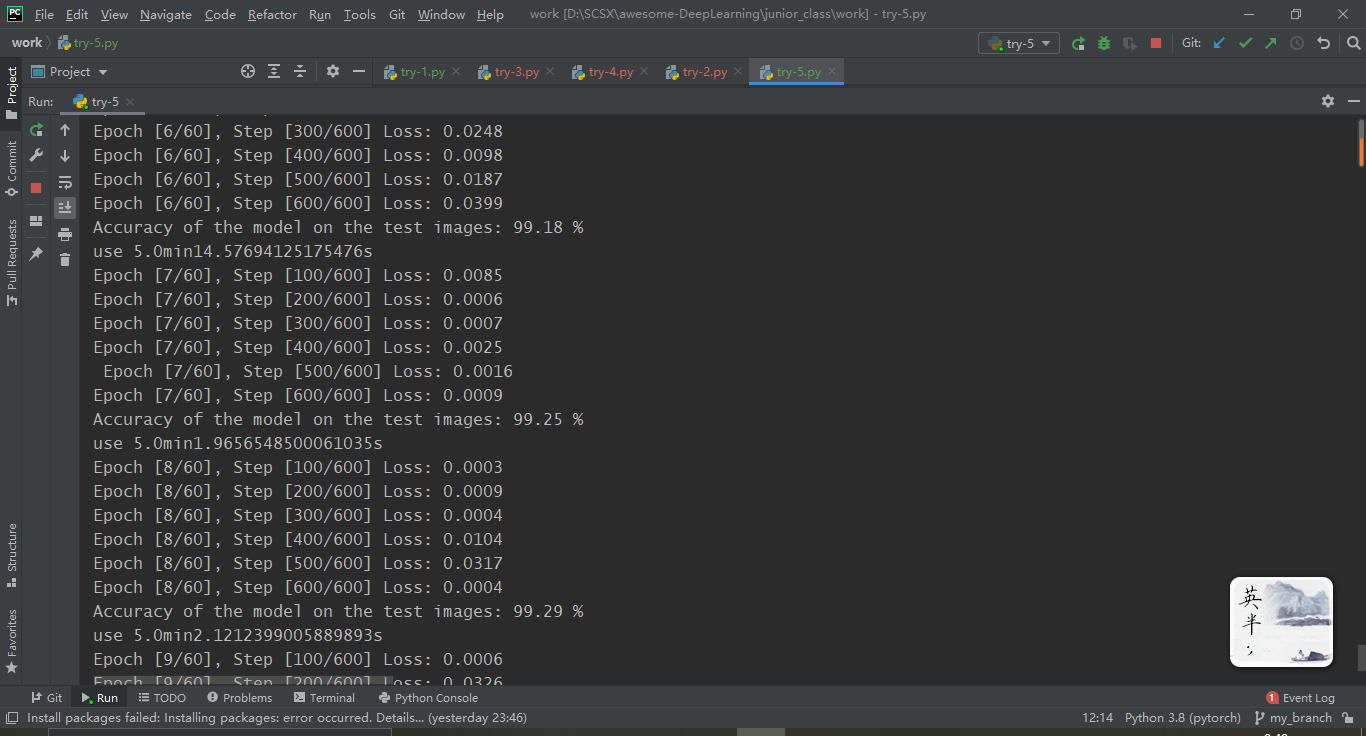 PC File Edit View Navigate Code Refactor Run Tools Git Window Help work [D:\SCSX\awesome-DeepLearning\junior_class\work] - try-5.py
work try-5.py try-5 Git:
Project try-1.py try-3.py try-4.py try-2.py try-5.py
Run: try-5
Project
Commit
Pull Requests
Structure
Favorites
Epoch [6/60], Step [300/600] Loss: 0.0248
Epoch [6/60], Step [400/600] Loss: 0.0098
Epoch [6/60], Step [500/600] Loss: 0.0187
Epoch [6/60], Step [600/600] Loss: 0.0399
Accuracy of the model on the test images: 99.18 %
use 5.0min14.57694125175476s
Epoch [7/60], Step [100/600] Loss: 0.0085
Epoch [7/60], Step [200/600] Loss: 0.0006
Epoch [7/60], Step [300/600] Loss: 0.0007
Epoch [7/60], Step [400/600] Loss: 0.0025
Epoch [7/60], Step [500/600] Loss: 0.0016
Epoch [7/60], Step [600/600] Loss: 0.0009
Accuracy of the model on the test images: 99.25 %
use 5.0min1.9656548500061035s
Epoch [8/60], Step [100/600] Loss: 0.0003
Epoch [8/60], Step [200/600] Loss: 0.0009
Epoch [8/60], Step [300/600] Loss: 0.0004
Epoch [8/60], Step [400/600] Loss: 0.0104
Epoch [8/60], Step [500/600] Loss: 0.0317
Epoch [8/60], Step [600/600] Loss: 0.0004
Accuracy of the model on the test images: 99.29 %
use 5.0min2.1212399005889893s
Epoch [9/60], Step [100/600] Loss: 0.0006
Epoch [9/60], Step [200/600] Loss: 0.0326
英半;
Git Run TODO Problems Terminal Python Console 1 Event Log
Install packages failed: Installing packages: error occurred. Details... (yesterday 23:46) 12:14 Python 3.8 (pytorch) my_branch